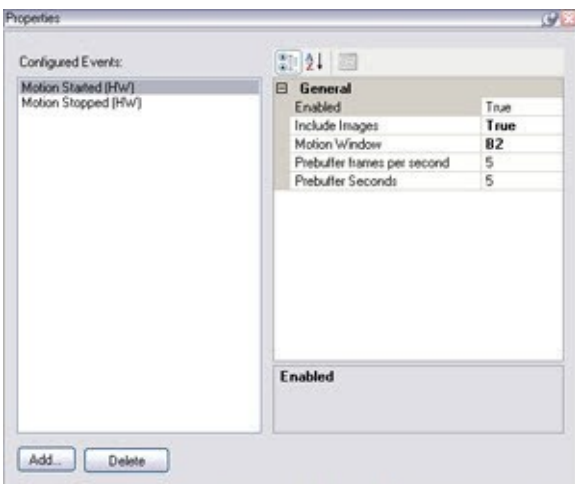 Properties
Configured Events:
Motion Started (HW)
Motion Stopped (HW)
General
Enabled True
Include Images True
Motion Window B2
Prebuffer frames per second 5
Prebuffer Seconds 5
Enabled
Add... Delete